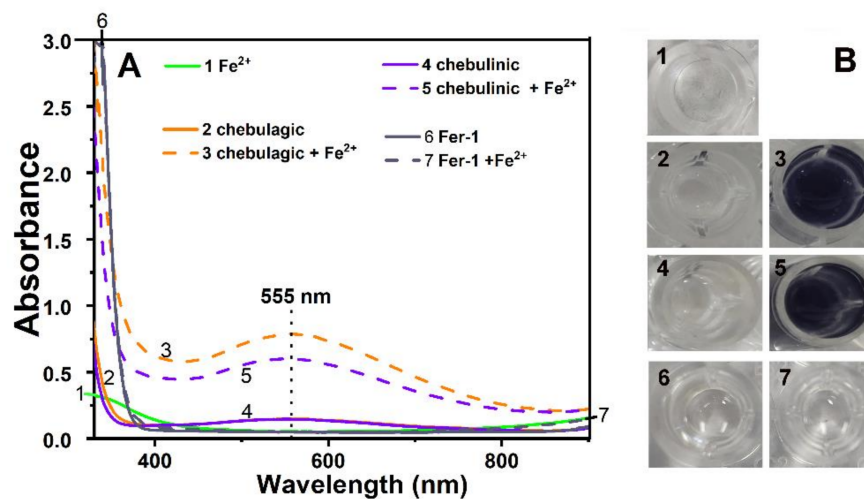 6
3.0
A
1 Fe²⁺
4 chebulinic
5 chebulinic + Fe²⁺
2.5
2 chebulagic
3 chebulagic + Fe²⁺
6 Fer-1
7 Fer-1 +Fe²⁺
2.0
1.5
Absorbance
1.0
555 nm
3
0.5
5
2
1
4
7
0.0
400
600
800
Wavelength (nm)
B
1
2
3
4
5
6
7